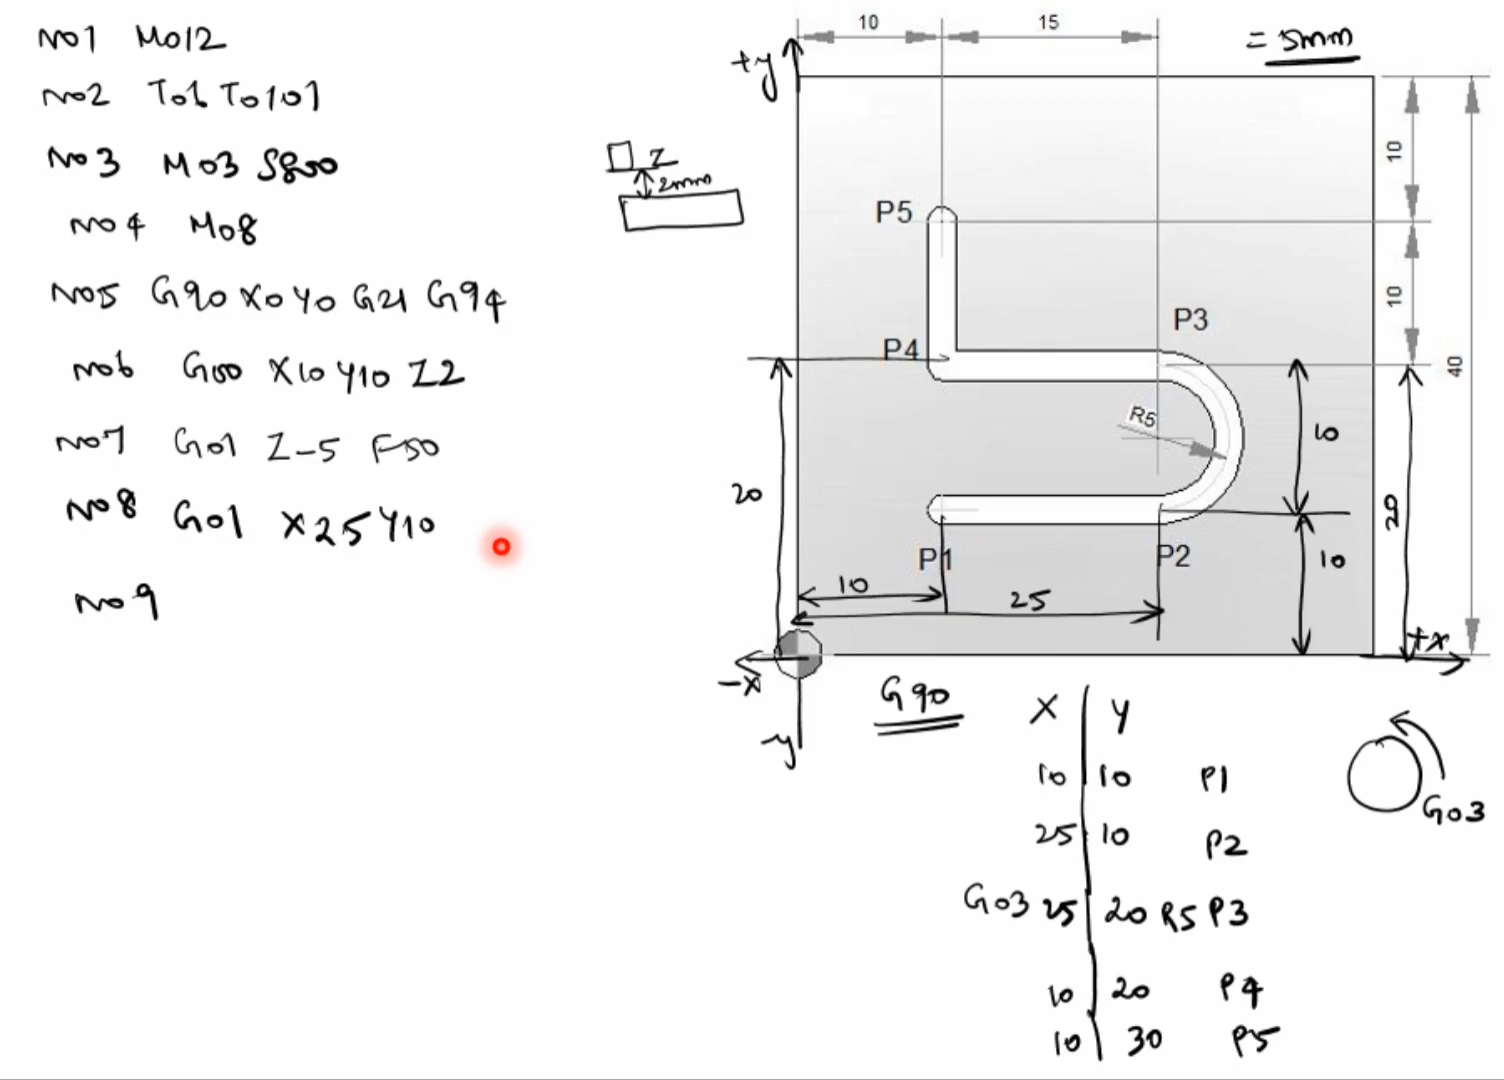 N01 M012
N02 T06 T0101
N03 M03 S800
N04 M08
N05 G90 X0 Y0 G21 G94
N06 G00 X10 Y10 Z2
N07 G01 Z-5 F50
N08 G01 X25 Y10
N09
10
15
= 5mm
+y
Z
2mm
P5
10
10
P3
P4
40
R5
10
20
20
P1
P2
10
10
25
+x
-x
-y
G90
X Y
10 10 P1
25 10 P2
G03 25 20 R5 P3
10 20 P4
10 30 P5
G03